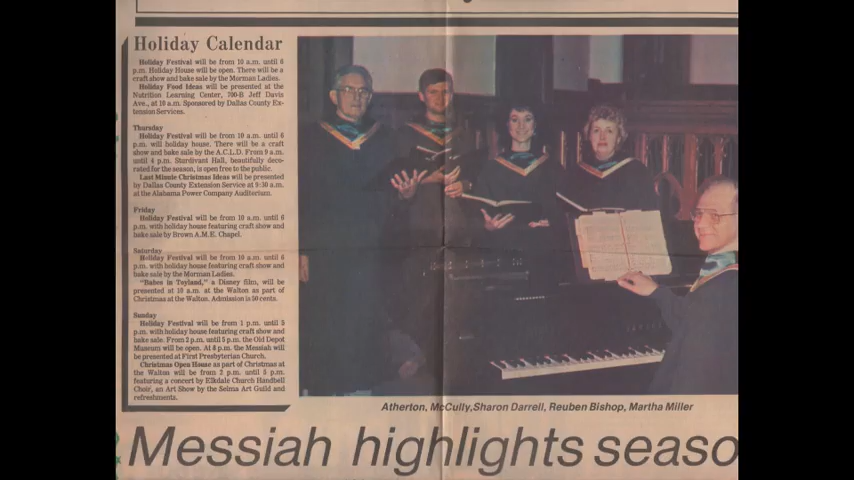 Holiday Calendar
Holiday Festival will be from 10 a.m. until 6
p.m. Holiday House will be open. There will be a
craft show and bake sale by the Morman Ladies.
Holiday Food Ideas will be presented at the
Nutrition Learning Center, 700-B Jeff Davis
Ave., at 10 a.m. Sponsored by Dallas County Ex-
tension Services.
Thursday
Holiday Festival will be from 10 a.m. until 6
p.m. will holiday house. There will be a craft
show and bake sale by the A.C.L.D. From 9 a.m.
until 4 p.m. Sturdivant Hall, beautifully deco-
rated for the season, is open free to the public.
Last Minute Christmas Ideas will be presented
by Dallas County Extension Service at 9:30 a.m.
at the Alabama Power Company Auditorium.
Friday
Holiday Festival will be from 10 a.m. until 6
p.m. with holiday house featuring craft show and
bake sale by Brown A.M.E. Chapel.
Saturday
Holiday Festival will be from 10 a.m. until 6
p.m. with holiday house featuring craft show and
bake sale by the Morman Ladies.
"Babes in Toyland," a Disney film, will be
presented at 10 a.m. at the Walton as part of
Christmas at the Walton. Admission is 50 cents.
Sunday
Holiday Festival will be from 1 p.m. until 5
p.m. with holiday house featuring craft show and
bake sale. From 2 p.m. until 5 p.m. the Old Depot
Museum will be open. At 8 p.m. the Messiah will
be presented at First Presbyterian Church.
Christmas Open House as part of Christmas at
the Walton will be from 2 p.m. until 5 p.m.
featuring a concert by Elkdale Church Handbell
Choir, an Art Show by the Selma Art Guild and
refreshments.
Atherton, McCully,Sharon Darrell, Reuben Bishop, Martha Miller
Messiah highlights seaso